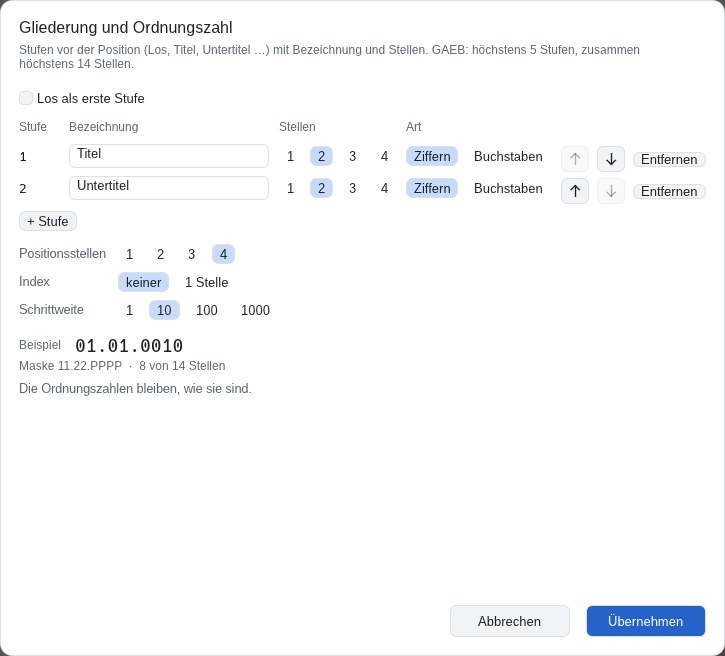 Gliederung und Ordnungszahl
Stufen vor der Position (Los, Titel, Untertitel ...) mit Bezeichnung und Stellen. GAEB: höchstens 5 Stufen, zusammen
höchstens 14 Stellen.
Los als erste Stufe
Stufe Bezeichnung Stellen Art
1 Titel 1 2 3 4 Ziffern Buchstaben ↑ ↓ Entfernen
2 Untertitel 1 2 3 4 Ziffern Buchstaben ↑ ↓ Entfernen
+ Stufe
Positionsstellen 1 2 3 4
Index keiner 1 Stelle
Schrittweite 1 10 100 1000
Beispiel 01.01.0010
Maske 11.22.PPPP · 8 von 14 Stellen
Die Ordnungszahlen bleiben, wie sie sind.
Abbrechen Übernehmen